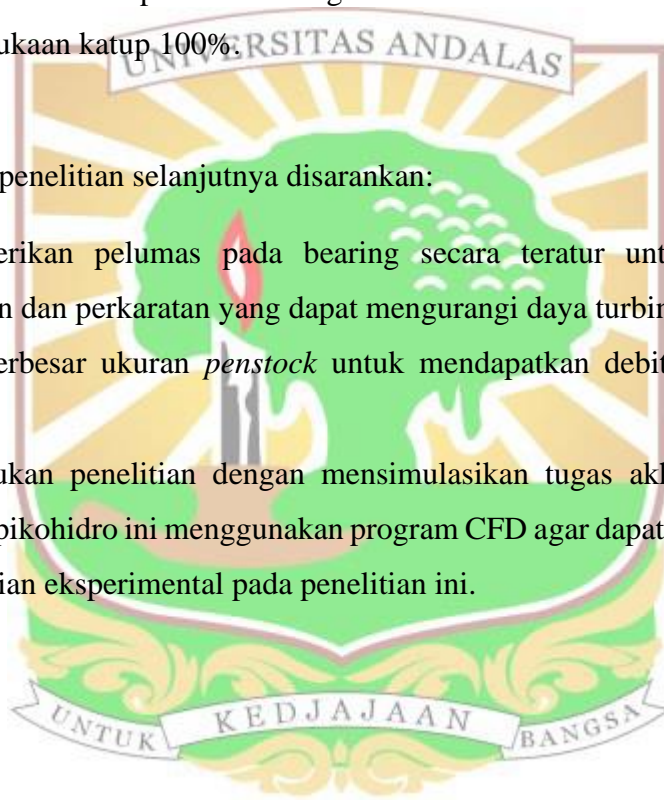 ukaan katup 100%.
UNIVERSITAS ANDALAS
penelitian selanjutnya disarankan:
erikan pelumas pada bearing secara teratur unt
n dan perkaratan yang dapat mengurangi daya turbin
erbesar ukuran penstock untuk mendapatkan debit
ukan penelitian dengan mensimulasikan tugas akh
pikohidro ini menggunakan program CFD agar dapat
ian eksperimental pada penelitian ini.
UNTUK KEDJAJAAN BANGSA